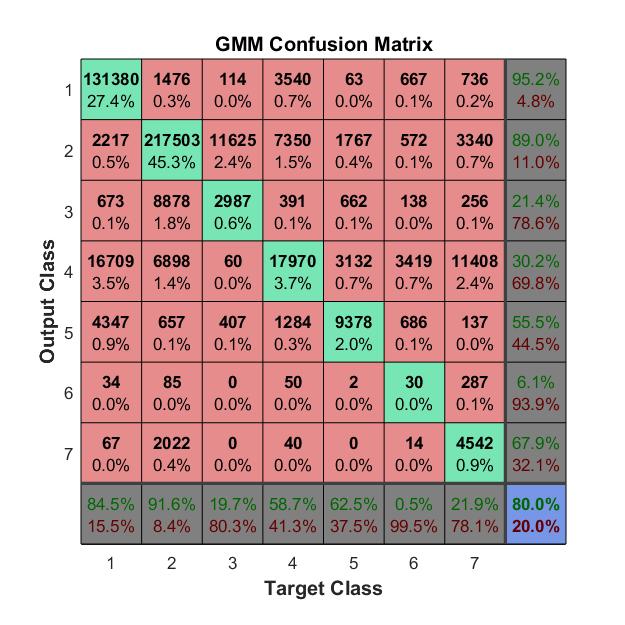 GMM Confusion Matrix
1 131380 1476 114 3540 63 667 736 95.2%
27.4% 0.3% 0.0% 0.7% 0.0% 0.1% 0.2% 4.8%
2 2217 217503 11625 7350 1767 572 3340 89.0%
0.5% 45.3% 2.4% 1.5% 0.4% 0.1% 0.7% 11.0%
3 673 8878 2987 391 662 138 256 21.4%
0.1% 1.8% 0.6% 0.1% 0.1% 0.0% 0.1% 78.6%
4 16709 6898 60 17970 3132 3419 11408 30.2%
3.5% 1.4% 0.0% 3.7% 0.7% 0.7% 2.4% 69.8%
5 4347 657 407 1284 9378 686 137 55.5%
0.9% 0.1% 0.1% 0.3% 2.0% 0.1% 0.0% 44.5%
6 34 85 0 50 2 30 287 6.1%
0.0% 0.0% 0.0% 0.0% 0.0% 0.0% 0.1% 93.9%
7 67 2022 0 40 0 14 4542 67.9%
0.0% 0.4% 0.0% 0.0% 0.0% 0.0% 0.9% 32.1%
84.5% 91.6% 19.7% 58.7% 62.5% 0.5% 21.9% 80.0%
15.5% 8.4% 80.3% 41.3% 37.5% 99.5% 78.1% 20.0%
1 2 3 4 5 6 7
Target Class
Output Class